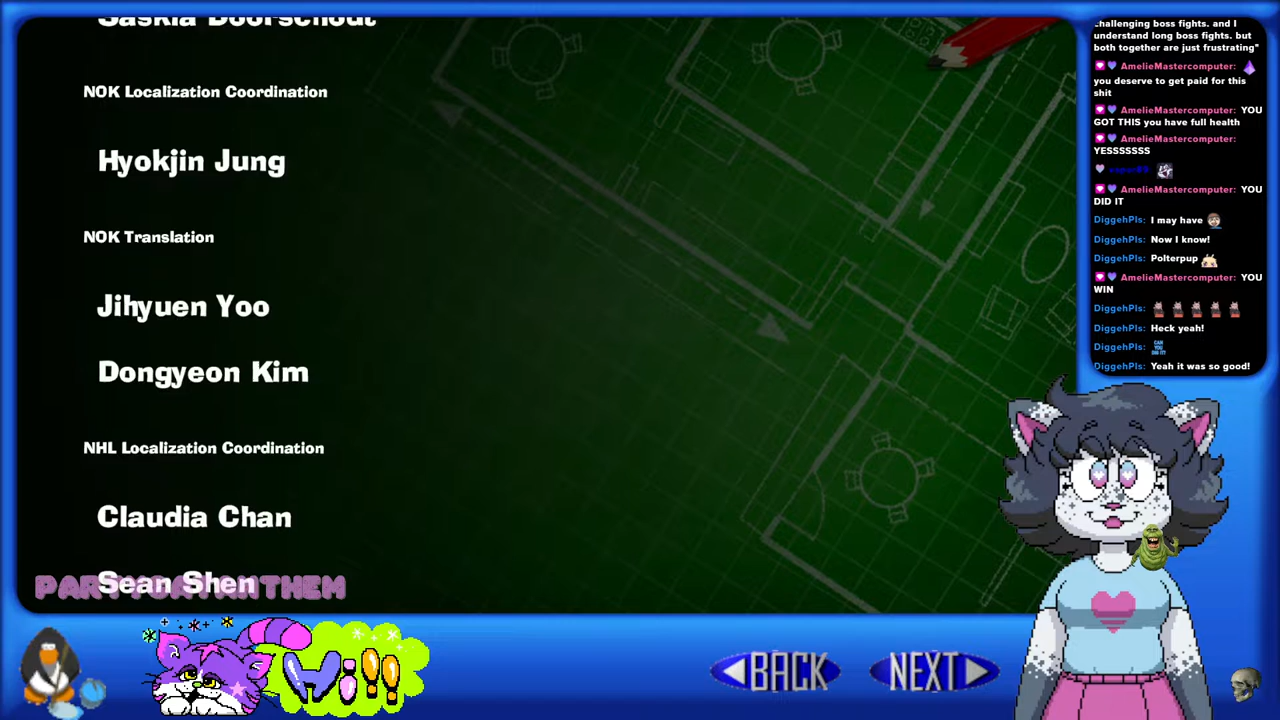 Saskia Doorschout
NOK Localization Coordination
Hyokjin Jung
NOK Translation
Jihyuen Yoo
Dongyeon Kim
NHL Localization Coordination
Claudia Chan
Sean Shen
Hi!!
BACK
NEXT
challenging boss fights. and I
understand long boss fights. but
both together are just frustrating"
AmelieMastercomputer:
you deserve to get paid for this
shit
AmelieMastercomputer: YOU
GOT THIS you have full health
AmelieMastercomputer:
YESSSSSSS
AmelieMastercomputer: YOU
DID IT
DiggehPls: I may have
DiggehPls: Now I know!
DiggehPls: Polterpup
AmelieMastercomputer: YOU
WIN
DiggehPls:
DiggehPls: Heck yeah!
DiggehPls:
DiggehPls: Yeah it was so good!